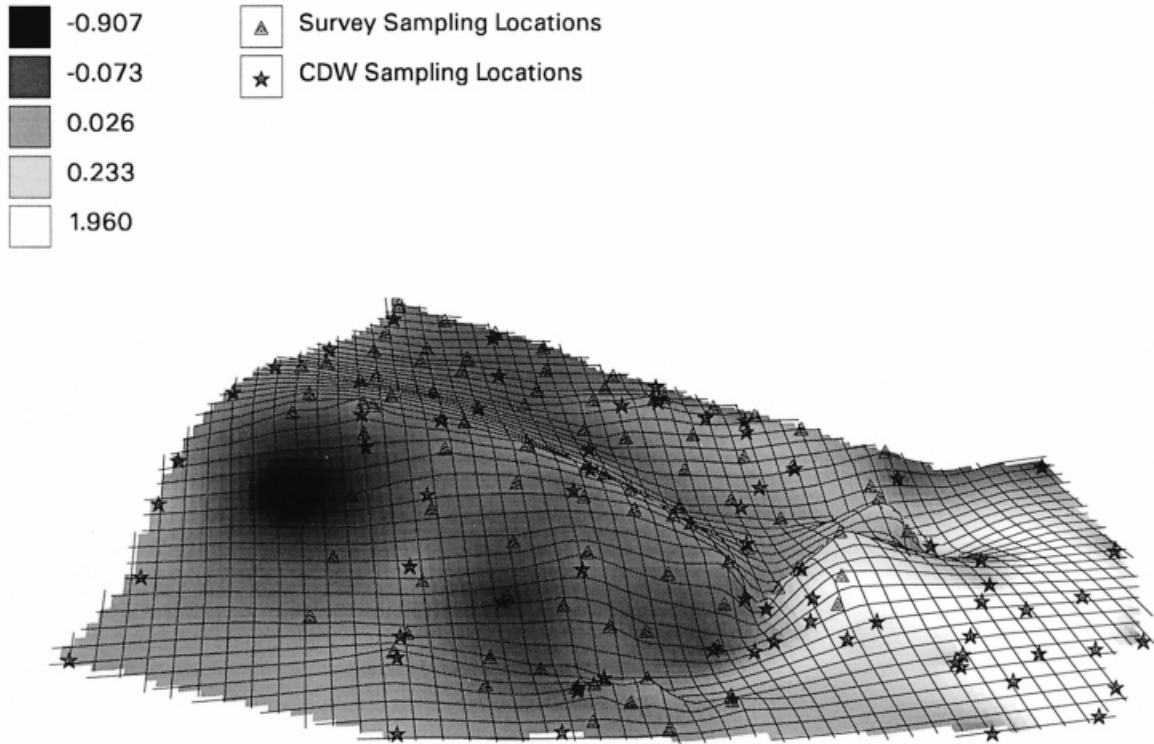 -0.907
-0.073
0.026
0.233
1.960
Survey Sampling Locations
CDW Sampling Locations